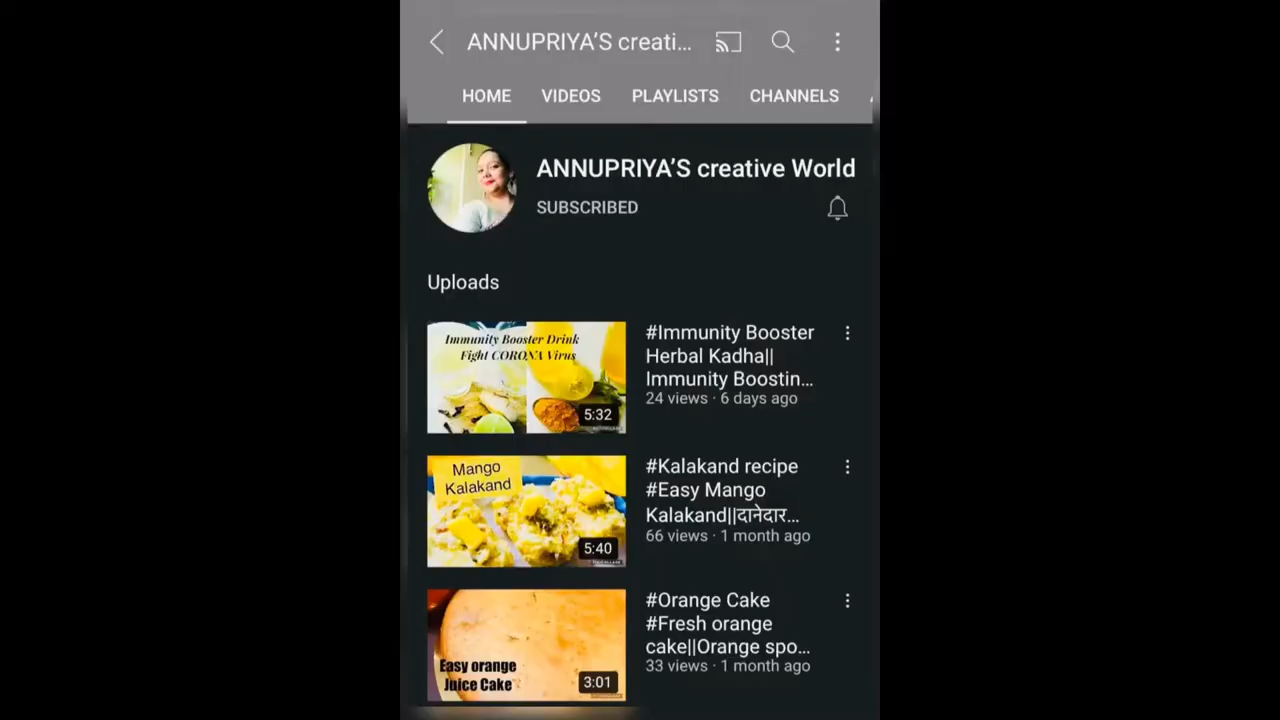 ANNUPRIYA'S creati...
HOME VIDEOS PLAYLISTS CHANNELS
ANNUPRIYA'S creative World
SUBSCRIBED
Uploads
Immunity Booster Drink
Fight CORONA Virus
5:32
#Immunity Booster
Herbal Kadha||
Immunity Boostin...
24 views · 6 days ago
Mango
Kalakand
5:40
#Kalakand recipe
#Easy Mango
Kalakand||दानेदार...
66 views · 1 month ago
Easy orange
Juice Cake
3:01
#Orange Cake
#Fresh orange
cake||Orange spo...
33 views · 1 month ago